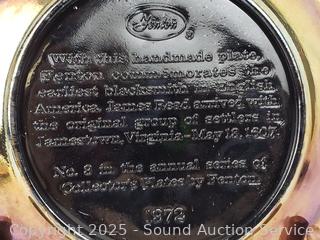 Fenton
®
With this handmade plate,
Fenton commemorates the
earliest blacksmith in English
America. James Read arrived with
the original group of settlers in
Jamestown, Virginia - May 13, 1607.
No. 3 in the annual series of
Collector's Plates by Fenton
1972
Copyright 2025 - Sound Auction Service